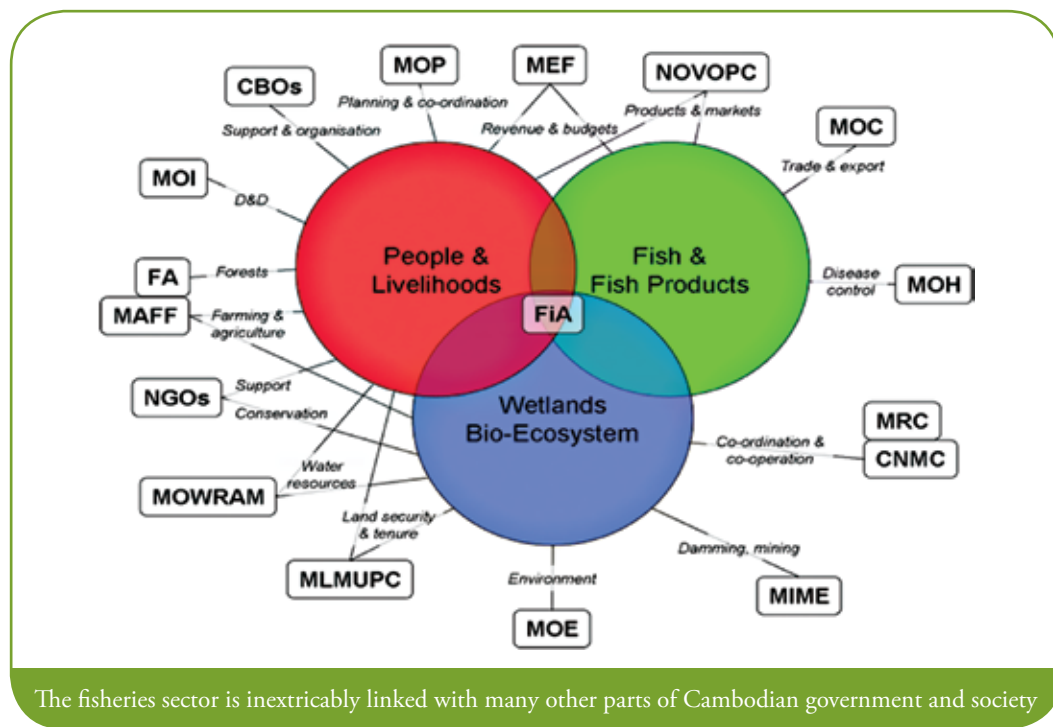 MOP
MEF
NOVOPC
CBOs
Planning & co-ordination
Revenue & budgets
Products & markets
MOC
Support & organisation
Trade & export
MOI
D&D
People &
Livelihoods
Fish &
Fish Products
FA
Forests
Disease
control
MOH
MAFF
Farming &
agriculture
FiA
NGOs
Support
Conservation
Wetlands
Bio-Ecosystem
MRC
CNMC
Co-ordination &
co-operation
MOWRAM
Water
resources
Land security
& tenure
MLMUPC
Environment
MOE
Damming, mining
MIME
The fisheries sector is inextricably linked with many other parts of Cambodian government and society